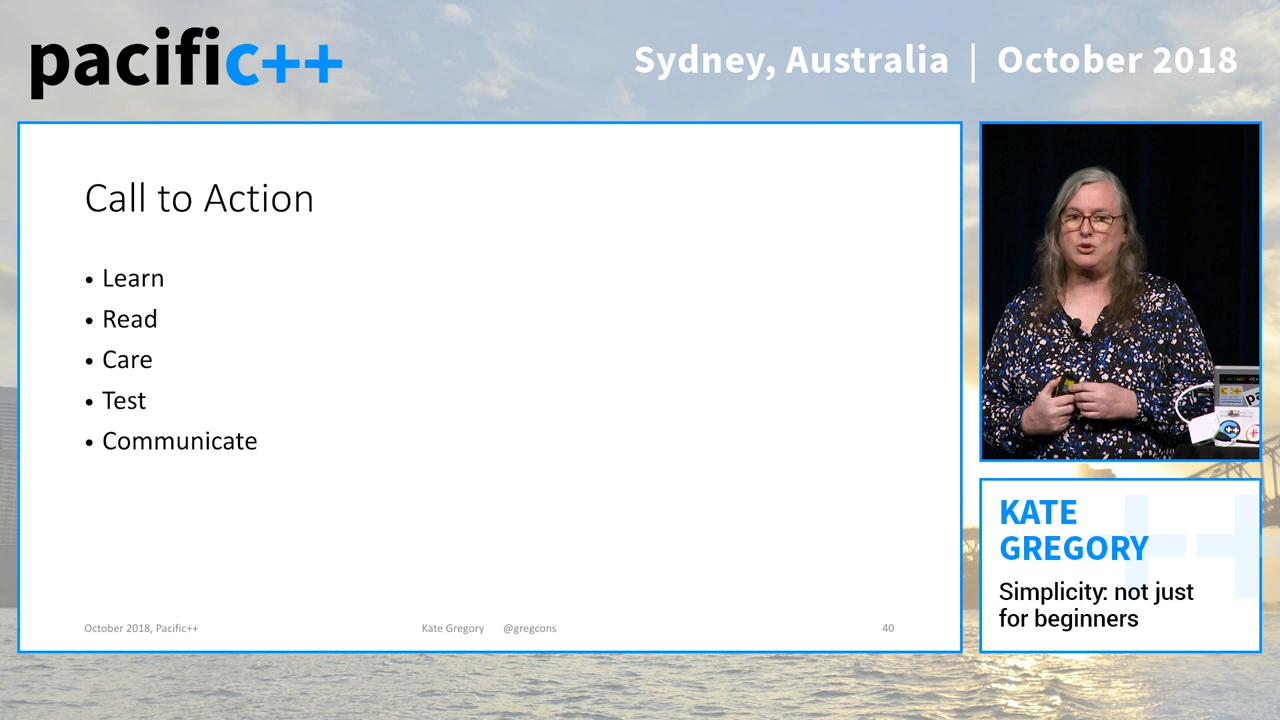 pacific++
Sydney, Australia | October 2018
Call to Action
• Learn
• Read
• Care
• Test
• Communicate
October 2018, Pacific++ Kate Gregory @gregcons 40
KATE
GREGORY
Simplicity: not just
for beginners